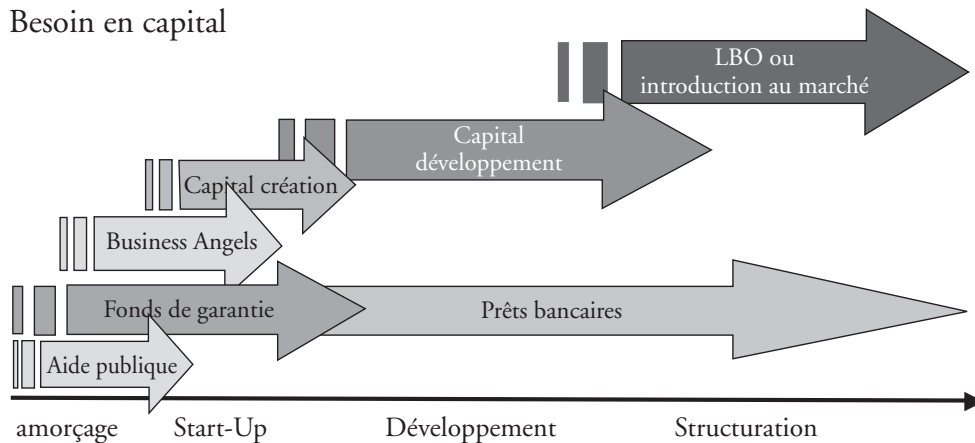 Besoin en capital
LBO ou
introduction au marché
Capital
développement
Capital création
Business Angels
Fonds de garantie
Prêts bancaires
Aide publique
amorçage
Start-Up
Développement
Structuration